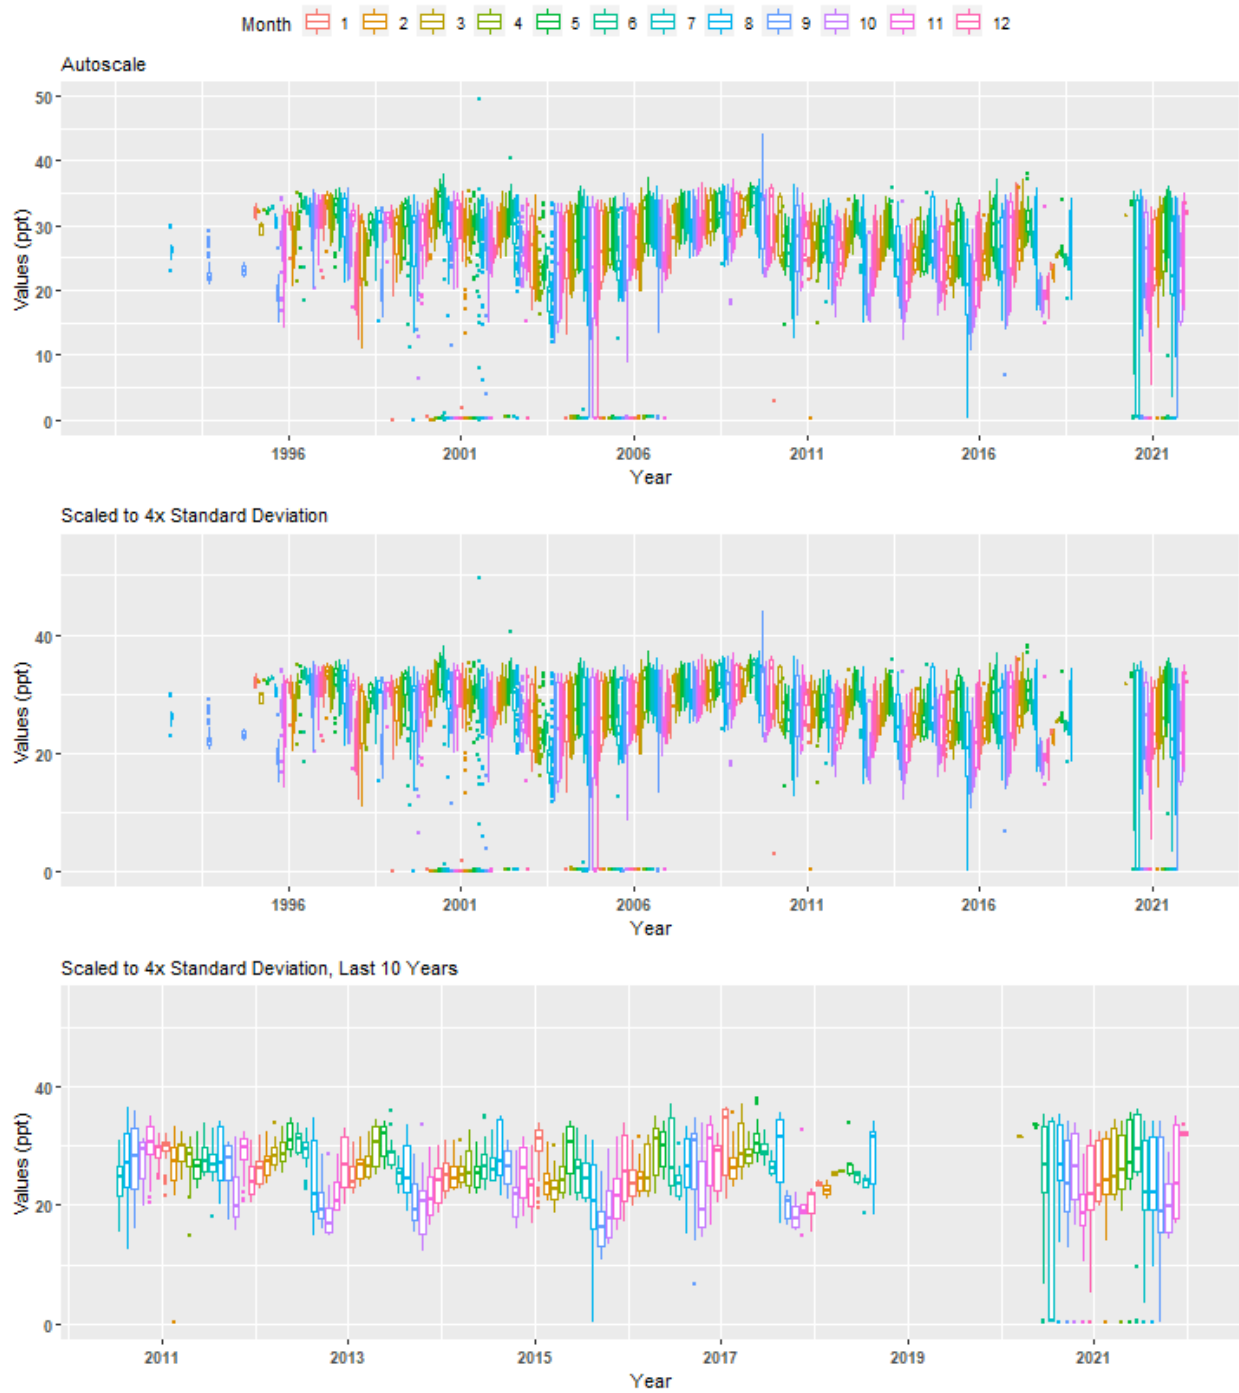 Month 1 2 3 4 5 6 7 8 9 10 11 12
Autoscale
Values (ppt)
50
40
30
20
10
0
1996 2001 2006 2011 2016 2021
Year
Scaled to 4x Standard Deviation
Values (ppt)
40
20
0
1996 2001 2006 2011 2016 2021
Year
Scaled to 4x Standard Deviation, Last 10 Years
Values (ppt)
40
20
0
2011 2013 2015 2017 2019 2021
Year